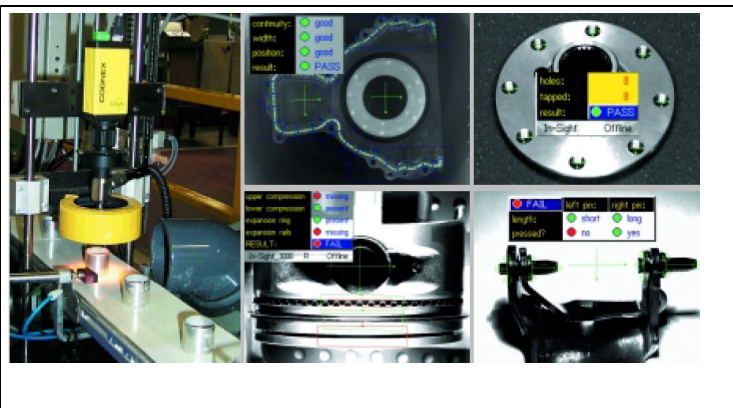 COGNEX
continuity: good
width: good
position: good
result: PASS
holes: 8
tapped: 8
result: PASS
In-Sight Offline
upper compression missing
lower compression present
expansion ring present
expansion rails missing
RESULT: FAIL
In-Sight_3000 R Offline
FAIL left pin: right pin:
length: short long
pressed? no yes